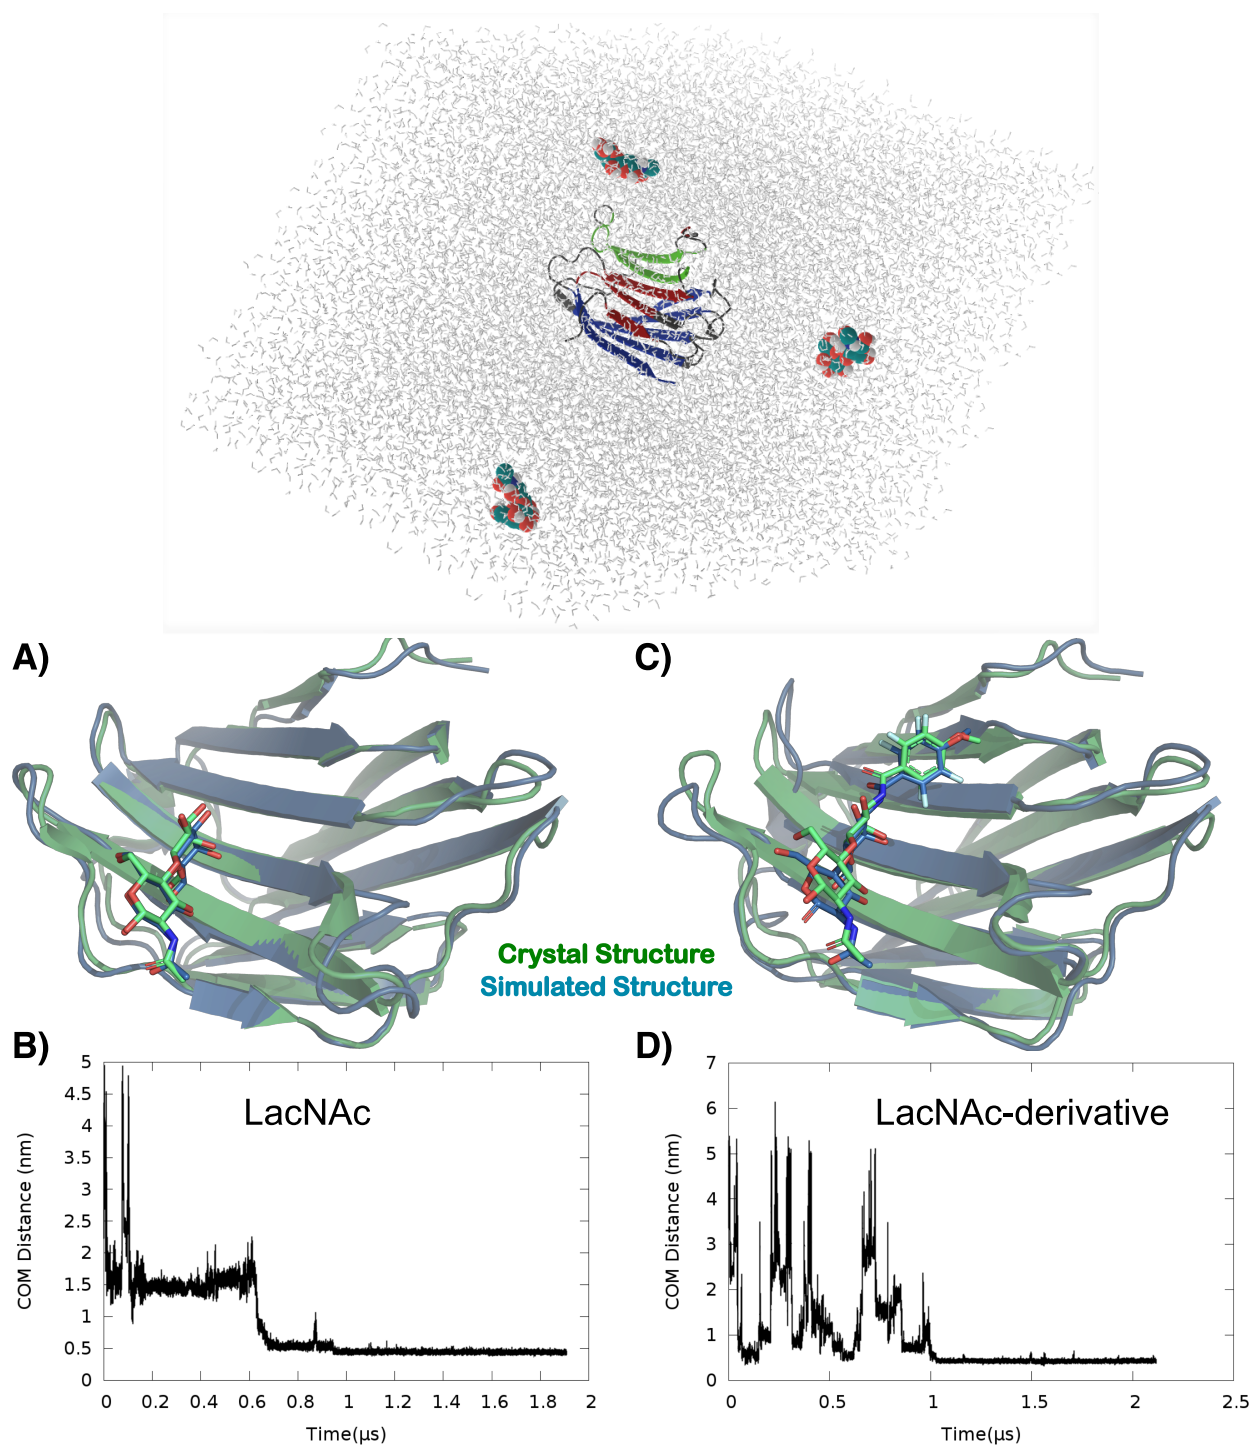 A)
C)
Crystal Structure
Simulated Structure
B)
D)
LacNAc
5
4.5
4
3.5
3
2.5
2
1.5
1
0.5
0
COM Distance (nm)
0 0.2 0.4 0.6 0.8 1 1.2 1.4 1.6 1.8 2
Time(µs)
LacNAc-derivative
7
6
5
4
3
2
1
0
COM Distance (nm)
0 0.5 1 1.5 2 2.5
Time(µs)